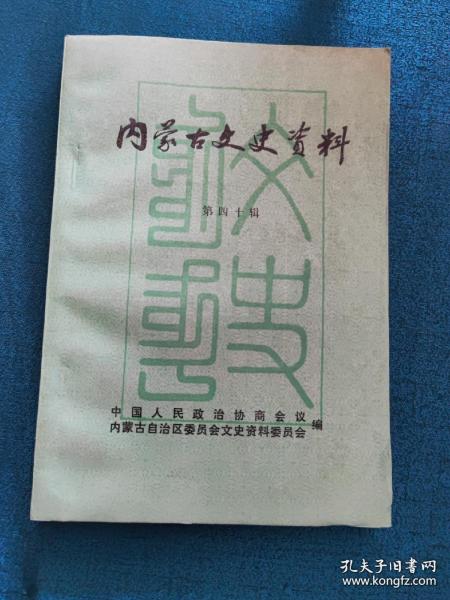 内蒙古文史资料
第四十辑
文史资料
中国人民政治协商会议
内蒙古自治区委员会文史资料委员会
编
孔夫子旧书网
www.kongfz.com